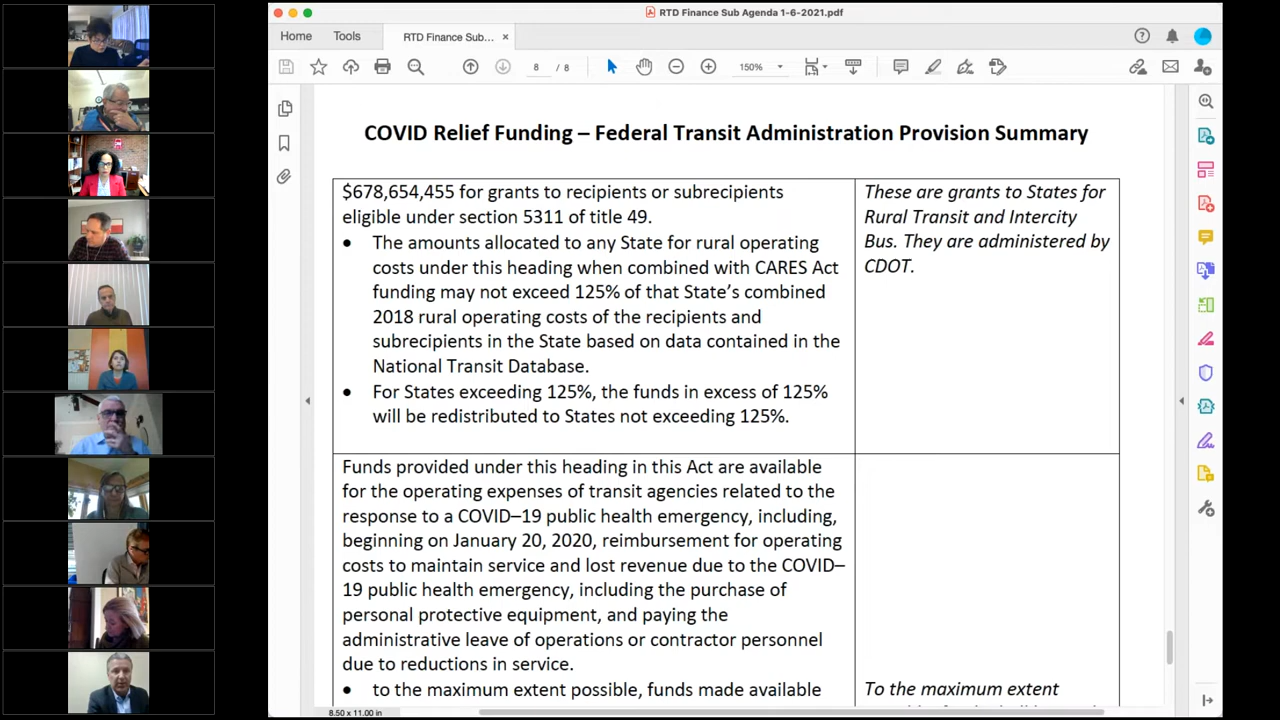 RTD Finance Sub Agenda 1-6-2021.pdf
Home Tools RTD Finance Sub... ×
8 / 8 150%
COVID Relief Funding – Federal Transit Administration Provision Summary
$678,654,455 for grants to recipients or subrecipients
eligible under section 5311 of title 49.
• The amounts allocated to any State for rural operating
costs under this heading when combined with CARES Act
funding may not exceed 125% of that State’s combined
2018 rural operating costs of the recipients and
subrecipients in the State based on data contained in the
National Transit Database.
• For States exceeding 125%, the funds in excess of 125%
will be redistributed to States not exceeding 125%.
These are grants to States for
Rural Transit and Intercity
Bus. They are administered by
CDOT.
Funds provided under this heading in this Act are available
for the operating expenses of transit agencies related to the
response to a COVID–19 public health emergency, including,
beginning on January 20, 2020, reimbursement for operating
costs to maintain service and lost revenue due to the COVID–
19 public health emergency, including the purchase of
personal protective equipment, and paying the
administrative leave of operations or contractor personnel
due to reductions in service.
• to the maximum extent possible, funds made available
To the maximum extent
8.50 x 11.00 in